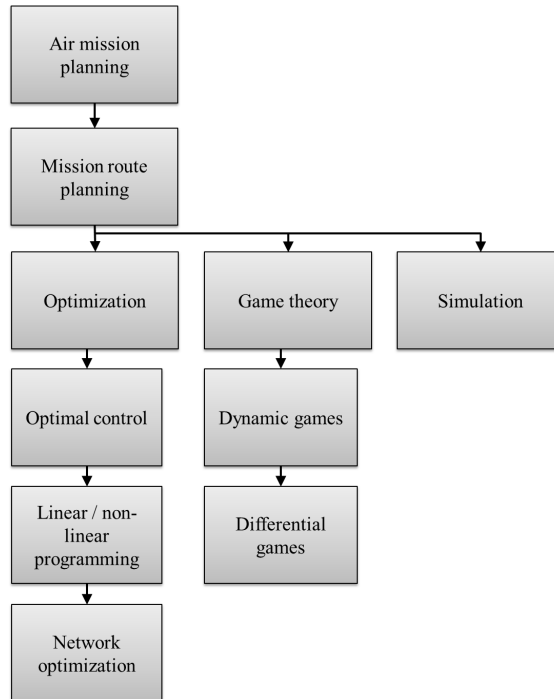 Air mission
planning
Mission route
planning
Optimization
Game theory
Simulation
Optimal control
Dynamic games
Linear / non-
linear
programming
Differential
games
Network
optimization